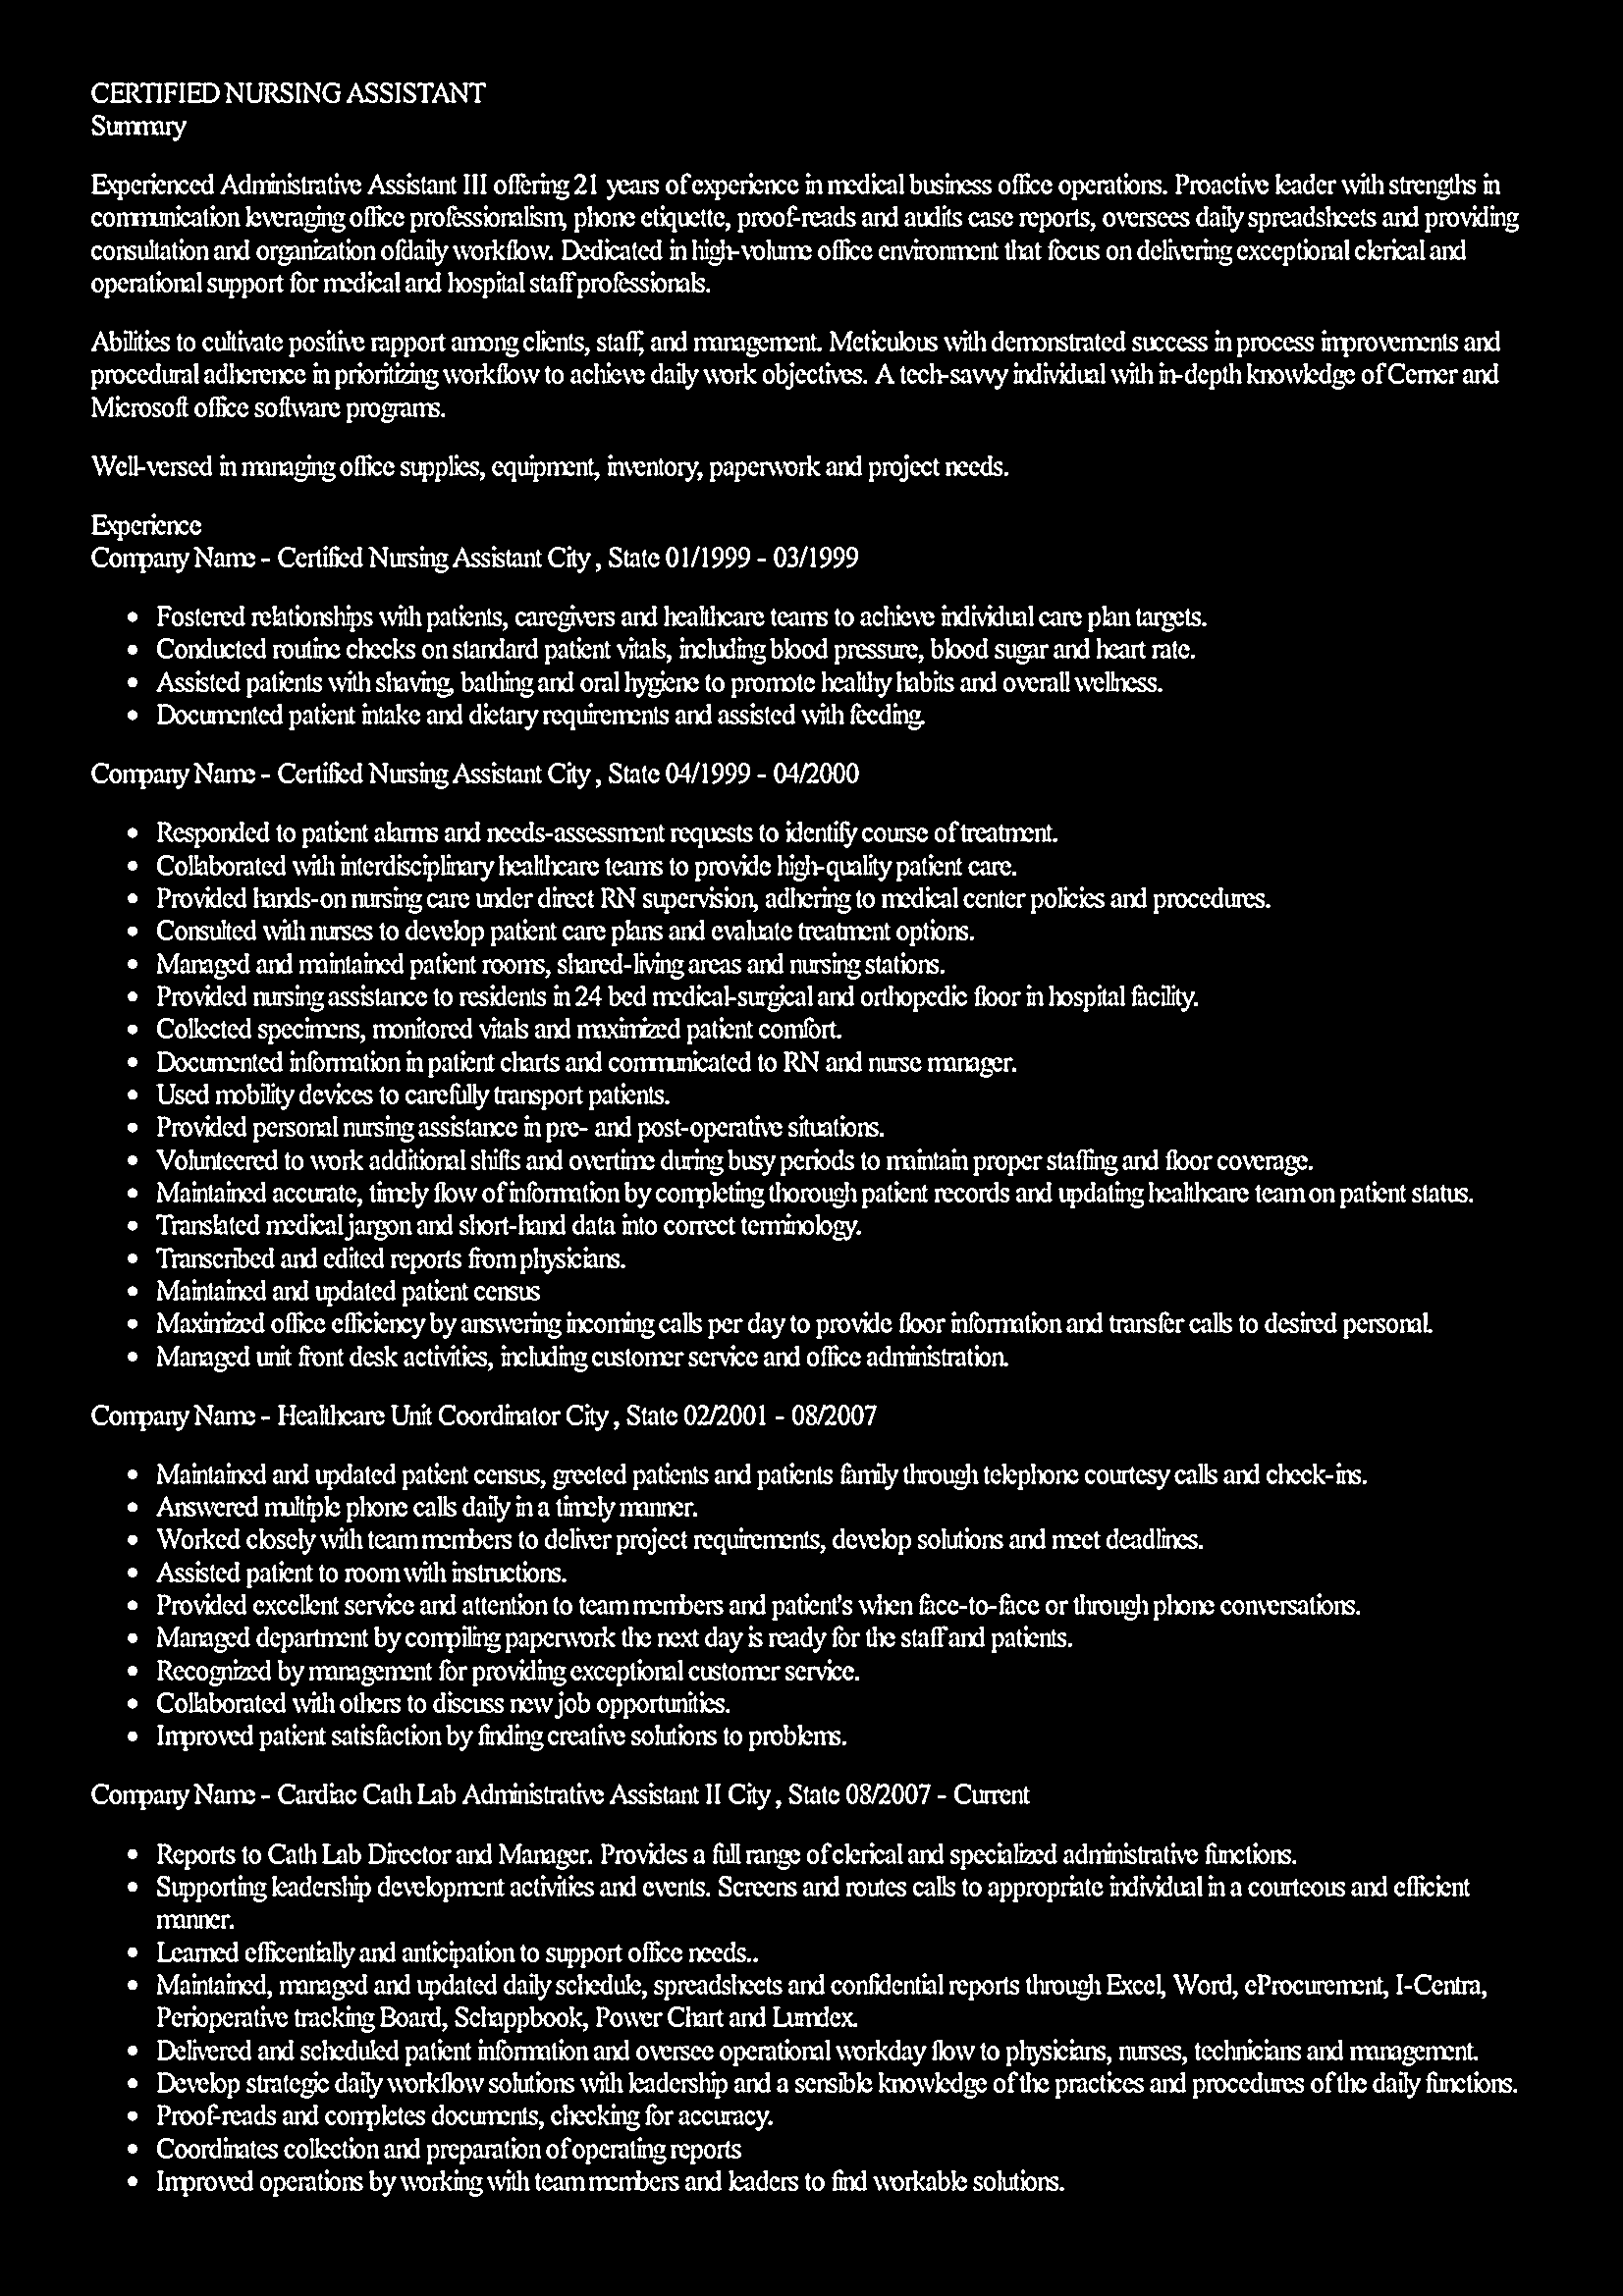 CERTIFIED NURSING ASSISTANT
Summary
Experienced Administrative Assistant III offering 21 years of experience in medical business office operations. Proactive leader with strengths in
communication leveraging office professionalism, phone etiquette, proof-reads and audits case reports, oversees daily spreadsheets and providing
consultation and organization of daily workflow. Dedicated in high-volume office environment that focus on delivering exceptional clerical and
operational support for medical and hospital staff professionals.
Abilities to cultivate positive rapport among clients, staff, and management. Meticulous with demonstrated success in process improvements and
procedural adherence in prioritizing workflow to achieve daily work objectives. A tech-savvy individual with in-depth knowledge of Cerner and
Microsoft office software programs.
Well-versed in managing office supplies, equipment, inventory, paperwork and project needs.
Experience
Company Name - Certified Nursing Assistant City , State 01/1999 - 03/1999
• Fostered relationships with patients, caregivers and healthcare teams to achieve individual care plan targets.
• Conducted routine checks on standard patient vitals, including blood pressure, blood sugar and heart rate.
• Assisted patients with shaving, bathing and oral hygiene to promote healthy habits and overall wellness.
• Documented patient intake and dietary requirements and assisted with feeding.
Company Name - Certified Nursing Assistant City , State 04/1999 - 04/2000
• Responded to patient alarms and needs-assessment requests to identify course of treatment.
• Collaborated with interdisciplinary healthcare teams to provide high-quality patient care.
• Provided hands-on nursing care under direct RN supervision, adhering to medical center policies and procedures.
• Consulted with nurses to develop patient care plans and evaluate treatment options.
• Managed and maintained patient rooms, shared-living areas and nursing stations.
• Provided nursing assistance to residents in 24 bed medical-surgical and orthopedic floor in hospital facility.
• Collected specimens, monitored vitals and maximized patient comfort.
• Documented information in patient charts and communicated to RN and nurse manager.
• Used mobility devices to carefully transport patients.
• Provided personal nursing assistance in pre- and post-operative situations.
• Volunteered to work additional shifts and overtime during busy periods to maintain proper staffing and floor coverage.
• Maintained accurate, timely flow of information by completing thorough patient records and updating healthcare team on patient status.
• Translated medical jargon and short-hand data into correct terminology.
• Transcribed and edited reports from physicians.
• Maintained and updated patient census
• Maximized office efficiency by answering incoming calls per day to provide floor information and transfer calls to desired personal.
• Managed unit front desk activities, including customer service and office administration.
Company Name - Healthcare Unit Coordinator City , State 02/2001 - 08/2007
• Maintained and updated patient census, greeted patients and patients family through telephone courtesy calls and check-ins.
• Answered multiple phone calls daily in a timely manner.
• Worked closely with team members to deliver project requirements, develop solutions and meet deadlines.
• Assisted patient to room with instructions.
• Provided excellent service and attention to team members and patient's when face-to-face or through phone conversations.
• Managed department by compiling paperwork the next day is ready for the staff and patients.
• Recognized by management for providing exceptional customer service.
• Collaborated with others to discuss new job opportunities.
• Improved patient satisfaction by finding creative solutions to problems.
Company Name - Cardiac Cath Lab Administrative Assistant II City , State 08/2007 - Current
• Reports to Cath Lab Director and Manager. Provides a full range of clerical and specialized administrative functions.
• Supporting leadership development activities and events. Screens and routes calls to appropriate individual in a courteous and efficient
manner.
• Learned efficentially and anticipation to support office needs..
• Maintained, managed and updated daily schedule, spreadsheets and confidential reports through Excel, Word, eProcurement, I-Centra,
Perioperative tracking Board, Schappbook, Power Chart and Lumdex.
• Delivered and scheduled patient information and oversee operational workday flow to physicians, nurses, technicians and management.
• Develop strategic daily workflow solutions with leadership and a sensible knowledge of the practices and procedures of the daily functions.
• Proof-reads and completes documents, checking for accuracy.
• Coordinates collection and preparation of operating reports
• Improved operations by working with team members and leaders to find workable solutions.